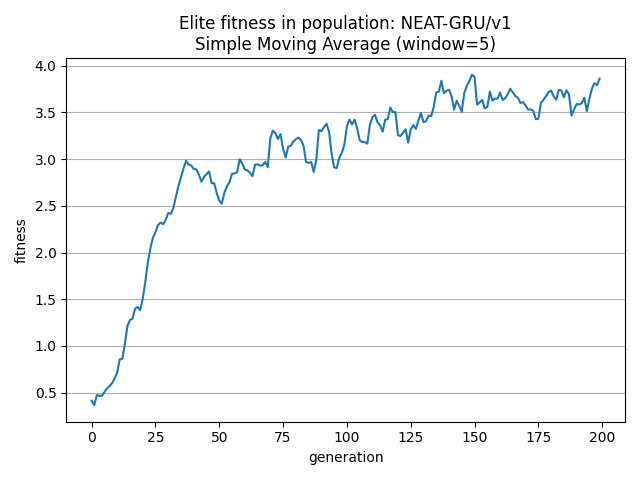 Elite fitness in population: NEAT-GRU/v1
Simple Moving Average (window=5)
4.0
3.5
3.0
2.5
2.0
1.5
1.0
0.5
fitness
0 25 50 75 100 125 150 175 200
generation